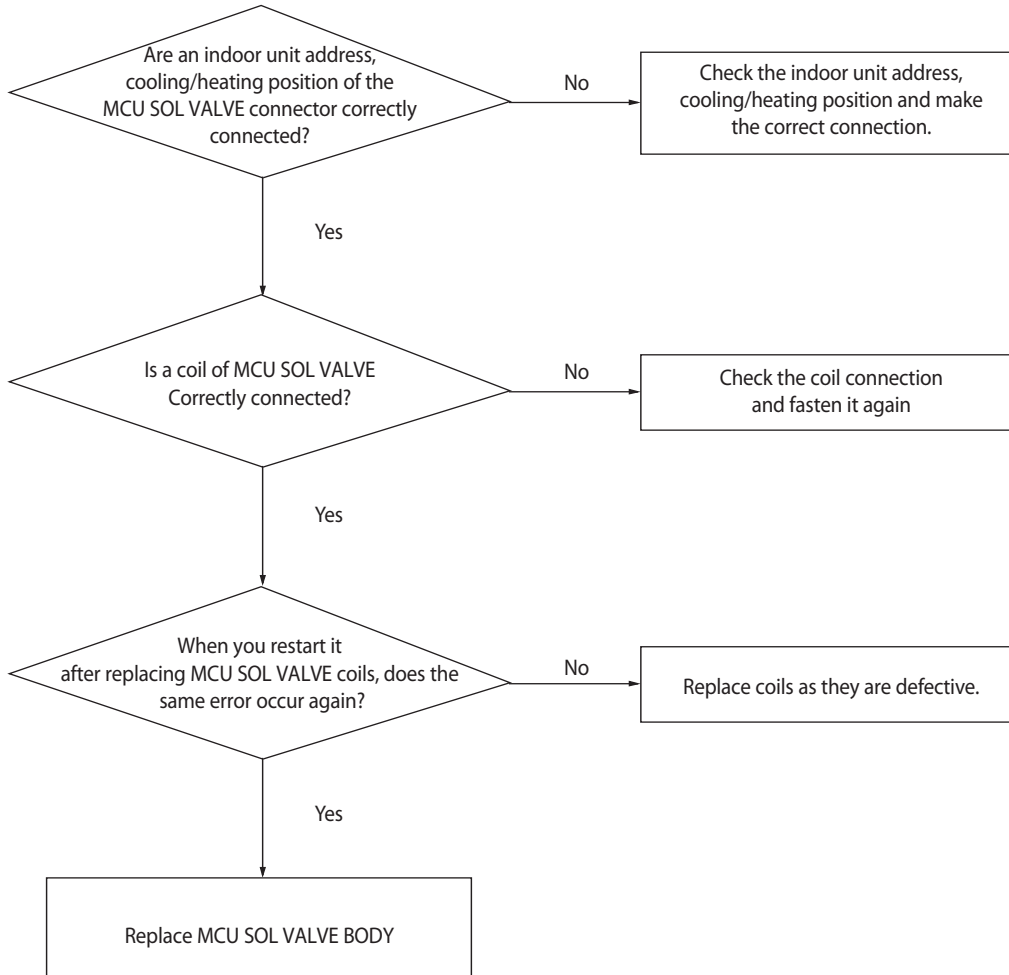 Are an indoor unit address,
cooling/heating position of the
MCU SOL VALVE connector correctly
connected?
No
Check the indoor unit address,
cooling/heating position and make
the correct connection.
Yes
Is a coil of MCU SOL VALVE
Correctly connected?
No
Check the coil connection
and fasten it again
Yes
When you restart it
after replacing MCU SOL VALVE coils, does the
same error occur again?
No
Replace coils as they are defective.
Yes
Replace MCU SOL VALVE BODY